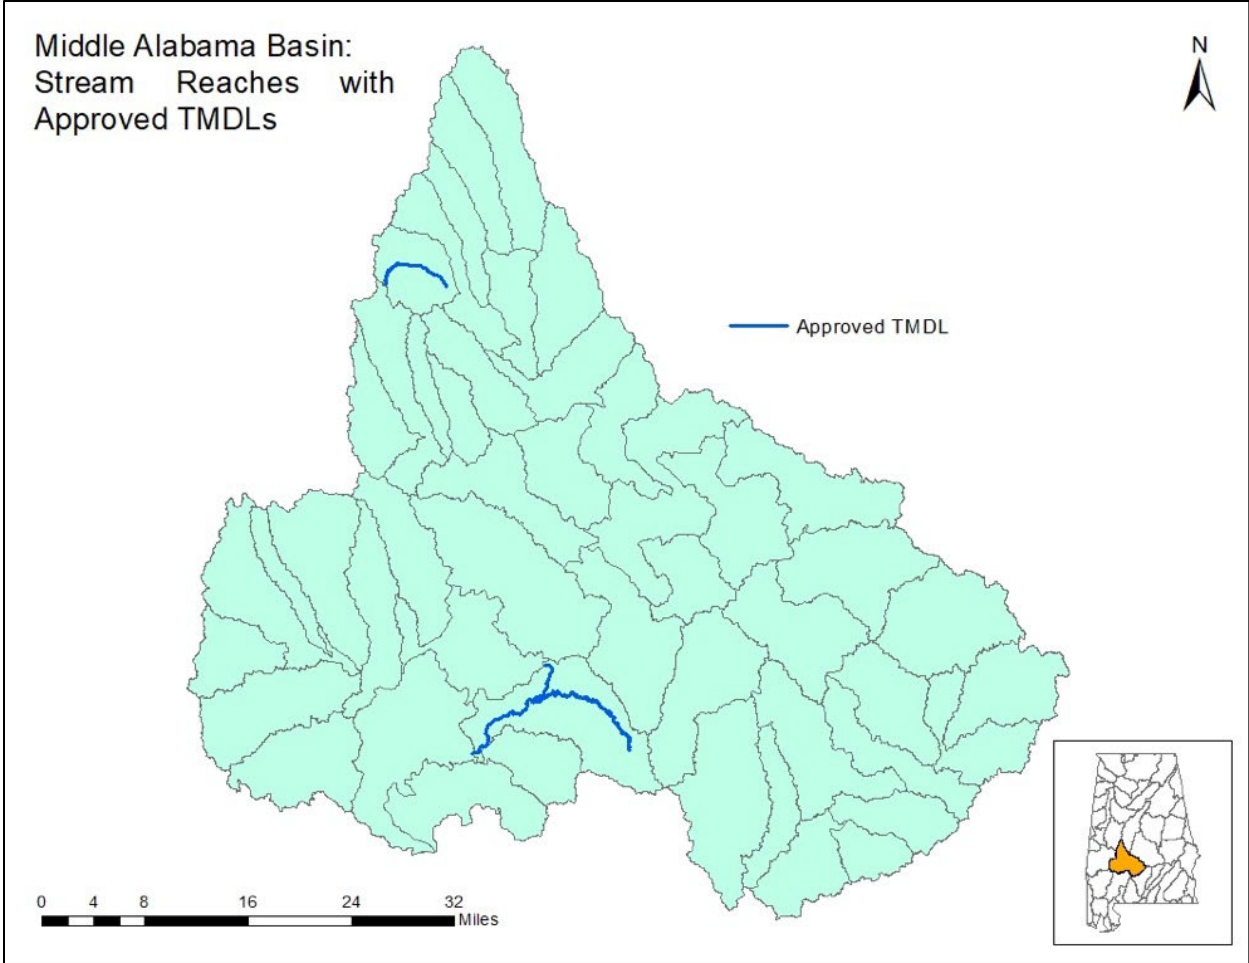 Middle Alabama Basin:
Stream Reaches with
Approved TMDLs
N
Approved TMDL
0 4 8 16 24 32
Miles